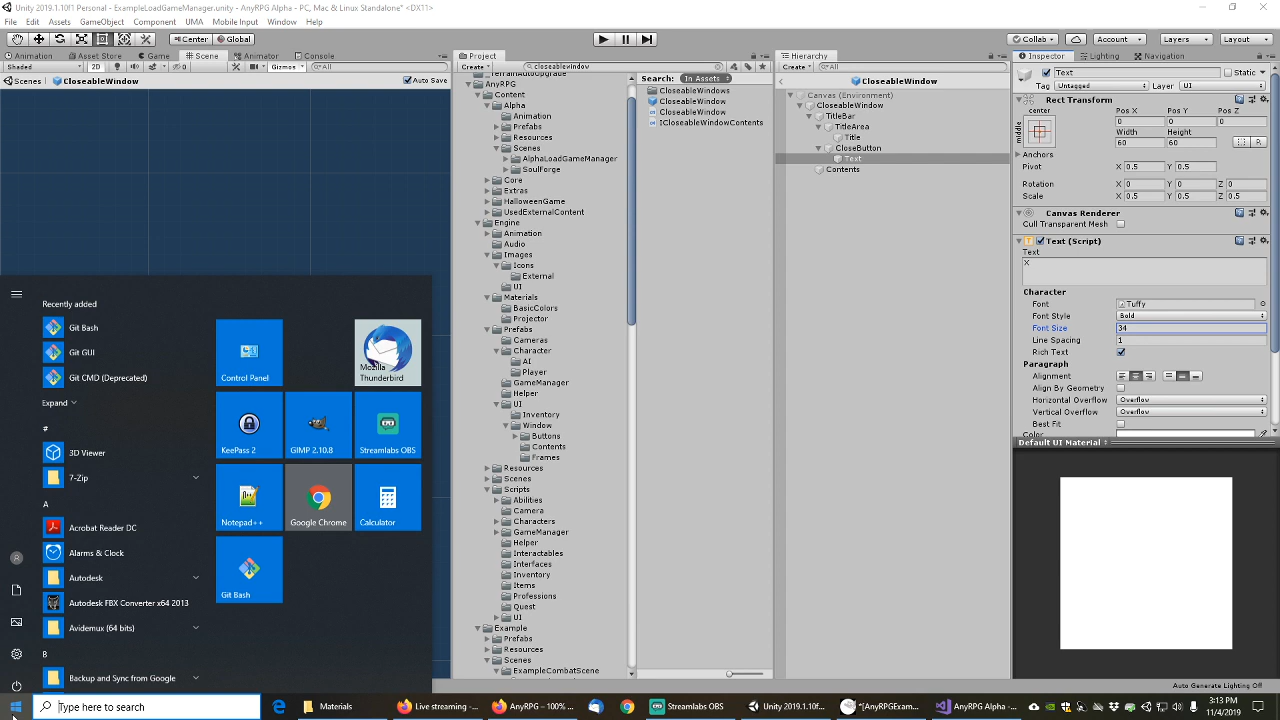 Unity 2019.1.10f1 Personal - ExampleLoadGameManager.unity - AnyRPG Alpha - PC, Mac & Linux Standalone* <DX11>
File Edit Assets GameObject Component UMA Mobile Input Window Help
Center Global Collab Account Layers Layout
Animation Asset Store Game Scene Animator Console Project Hierarchy Inspector Lighting Navigation
Shaded 2D 0 Gizmos All
Create closeablewindow
Create All
Scenes CloseableWindow Auto Save
Search: In Assets
CloseableWindow
Text Static
Tag Untagged Layer UI
Rect Transform
center
middle
Pos X Pos Y Pos Z
0 0 0
Width Height
60 60
R
Anchors
Pivot X 0.5 Y 0.5
Rotation X 0 Y 0 Z 0
Scale X 0.5 Y 0.5 Z 0.5
Canvas Renderer
Cull Transparent Mesh
Text (Script)
Text
X
Character
Font Tuffy
Font Style Bold
Font Size 34
Line Spacing 1
Rich Text
Paragraph
Alignment
Align By Geometry
Horizontal Overflow Overflow
Vertical Overflow Overflow
Best Fit
Color
Default UI Material
AnyRPG
Content
Alpha
Animation
Prefabs
Resources
Scenes
AlphaLoadGameManager
SoulForge
Core
Extras
HalloweenGame
UsedExternalContent
Engine
Animation
Audio
Images
Icons
External
UI
Materials
BasicColors
Projector
Prefabs
Cameras
Character
AI
Player
GameManager
Helper
UI
Inventory
Window
Buttons
Contents
Frames
Resources
Scenes
Scripts
Abilities
Camera
Characters
GameManager
Helper
Interactables
Interfaces
Inventory
Items
Professions
Quest
UI
Example
Prefabs
Resources
Scenes
ExampleCombatScene
CloseableWindows
CloseableWindow
CloseableWindow
ICloseableWindowContents
Canvas (Environment)
CloseableWindow
TitleBar
TitleArea
Title
CloseButton
Text
Contents
Recently added
Git Bash
Git GUI
Git CMD (Deprecated)
Expand
#
3D Viewer
7-Zip
A
Acrobat Reader DC
Alarms & Clock
Autodesk
Autodesk FBX Converter x64 2013
Avidemux (64 bits)
B
Backup and Sync from Google
Control Panel
Mozilla Thunderbird
KeePass 2
GIMP 2.10.8
Streamlabs OBS
Notepad++
Google Chrome
Calculator
Git Bash
Auto Generate Lighting Off
Type here to search
Materials
Live streaming -...
AnyRPG – 100% ...
Streamlabs OBS
Unity 2019.1.10f...
*[AnyRPGExam...
AnyRPG Alpha -...
3:13 PM
11/4/2019